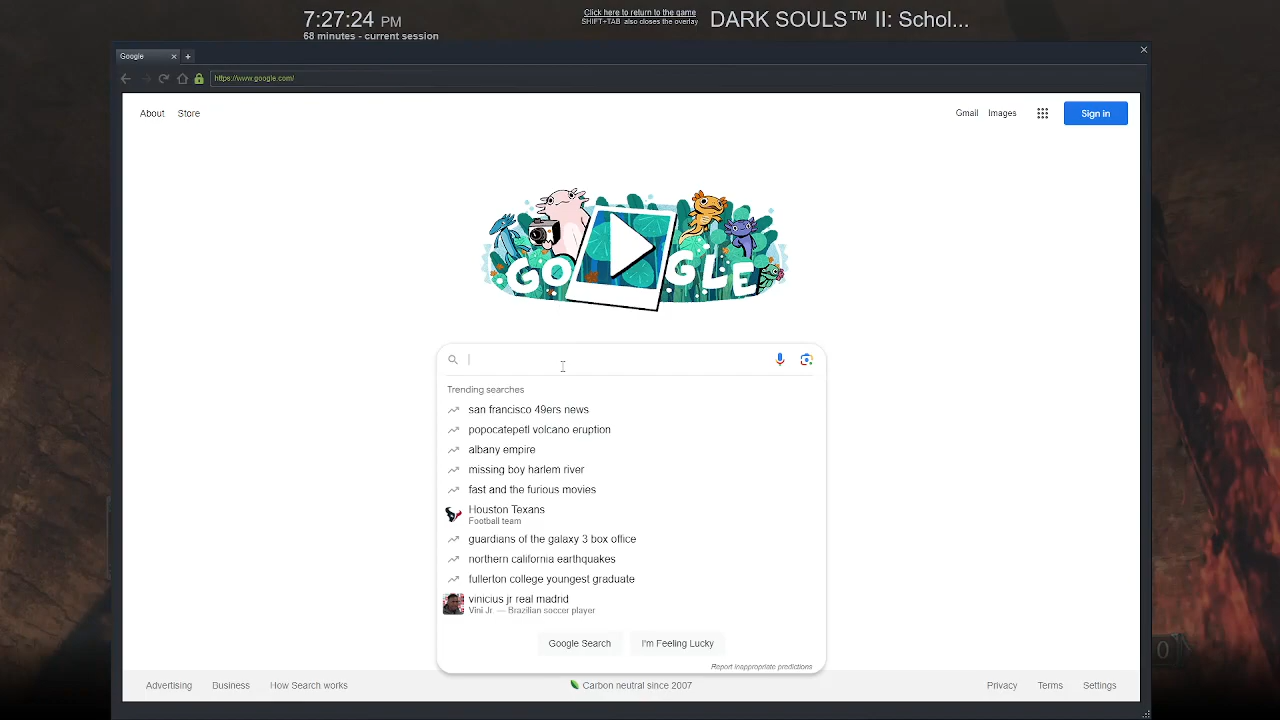 7:27:24 PM
68 minutes - current session
Click here to return to the game
SHIFT+TAB also closes the overlay
DARK SOULS™ II: Schol...
Google
https://www.google.com/
About
Store
Gmail
Images
Sign in
GO GLE
Trending searches
san francisco 49ers news
popocatepetl volcano eruption
albany empire
missing boy harlem river
fast and the furious movies
Houston Texans
Football team
guardians of the galaxy 3 box office
northern california earthquakes
fullerton college youngest graduate
vinicius jr real madrid
Vini Jr. — Brazilian soccer player
Google Search
I'm Feeling Lucky
Report inappropriate predictions
Advertising
Business
How Search works
Carbon neutral since 2007
Privacy
Terms
Settings
0